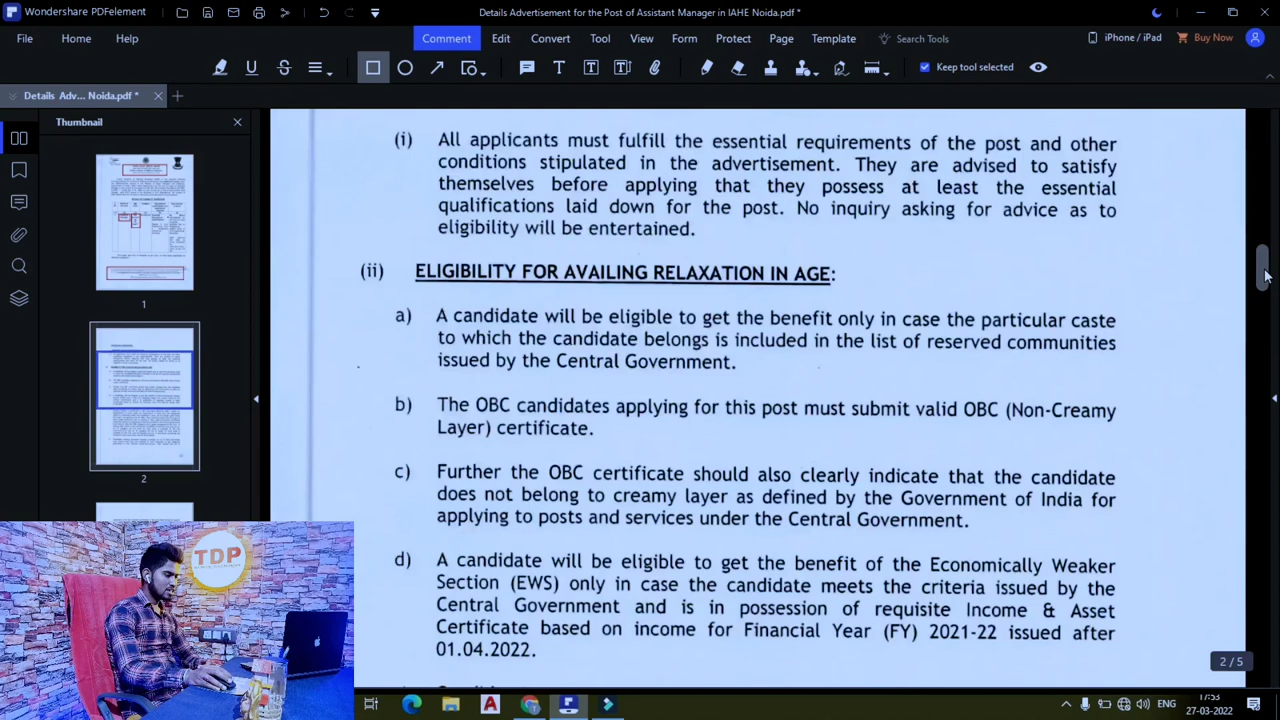 Wondershare PDFelement
Details Advertisement for the Post of Assistant Manager in IAHE Noida.pdf *
File Home Help Comment Edit Convert Tool View Form Protect Page Template Search Tools iPhone / iPad Buy Now
Keep tool selected
Details Adv... Noida.pdf *
Thumbnail
1
2
(i) All applicants must fulfill the essential requirements of the post and other
conditions stipulated in the advertisement. They are advised to satisfy
themselves before applying that they possess at least the essential
qualifications laid down for the post. No inquiry asking for advice as to
eligibility will be entertained.
(ii) ELIGIBILITY FOR AVAILING RELAXATION IN AGE:
a) A candidate will be eligible to get the benefit only in case the particular caste
to which the candidate belongs is included in the list of reserved communities
issued by the Central Government.
b) The OBC candidates applying for this post must submit valid OBC (Non-Creamy
Layer) certificate.
c) Further the OBC certificate should also clearly indicate that the candidate
does not belong to creamy layer as defined by the Government of India for
applying to posts and services under the Central Government.
d) A candidate will be eligible to get the benefit of the Economically Weaker
Section (EWS) only in case the candidate meets the criteria issued by the
Central Government and is in possession of requisite Income & Asset
Certificate based on income for Financial Year (FY) 2021-22 issued after
01.04.2022.
2 / 5
TDP
ENG
17:53
27-03-2022